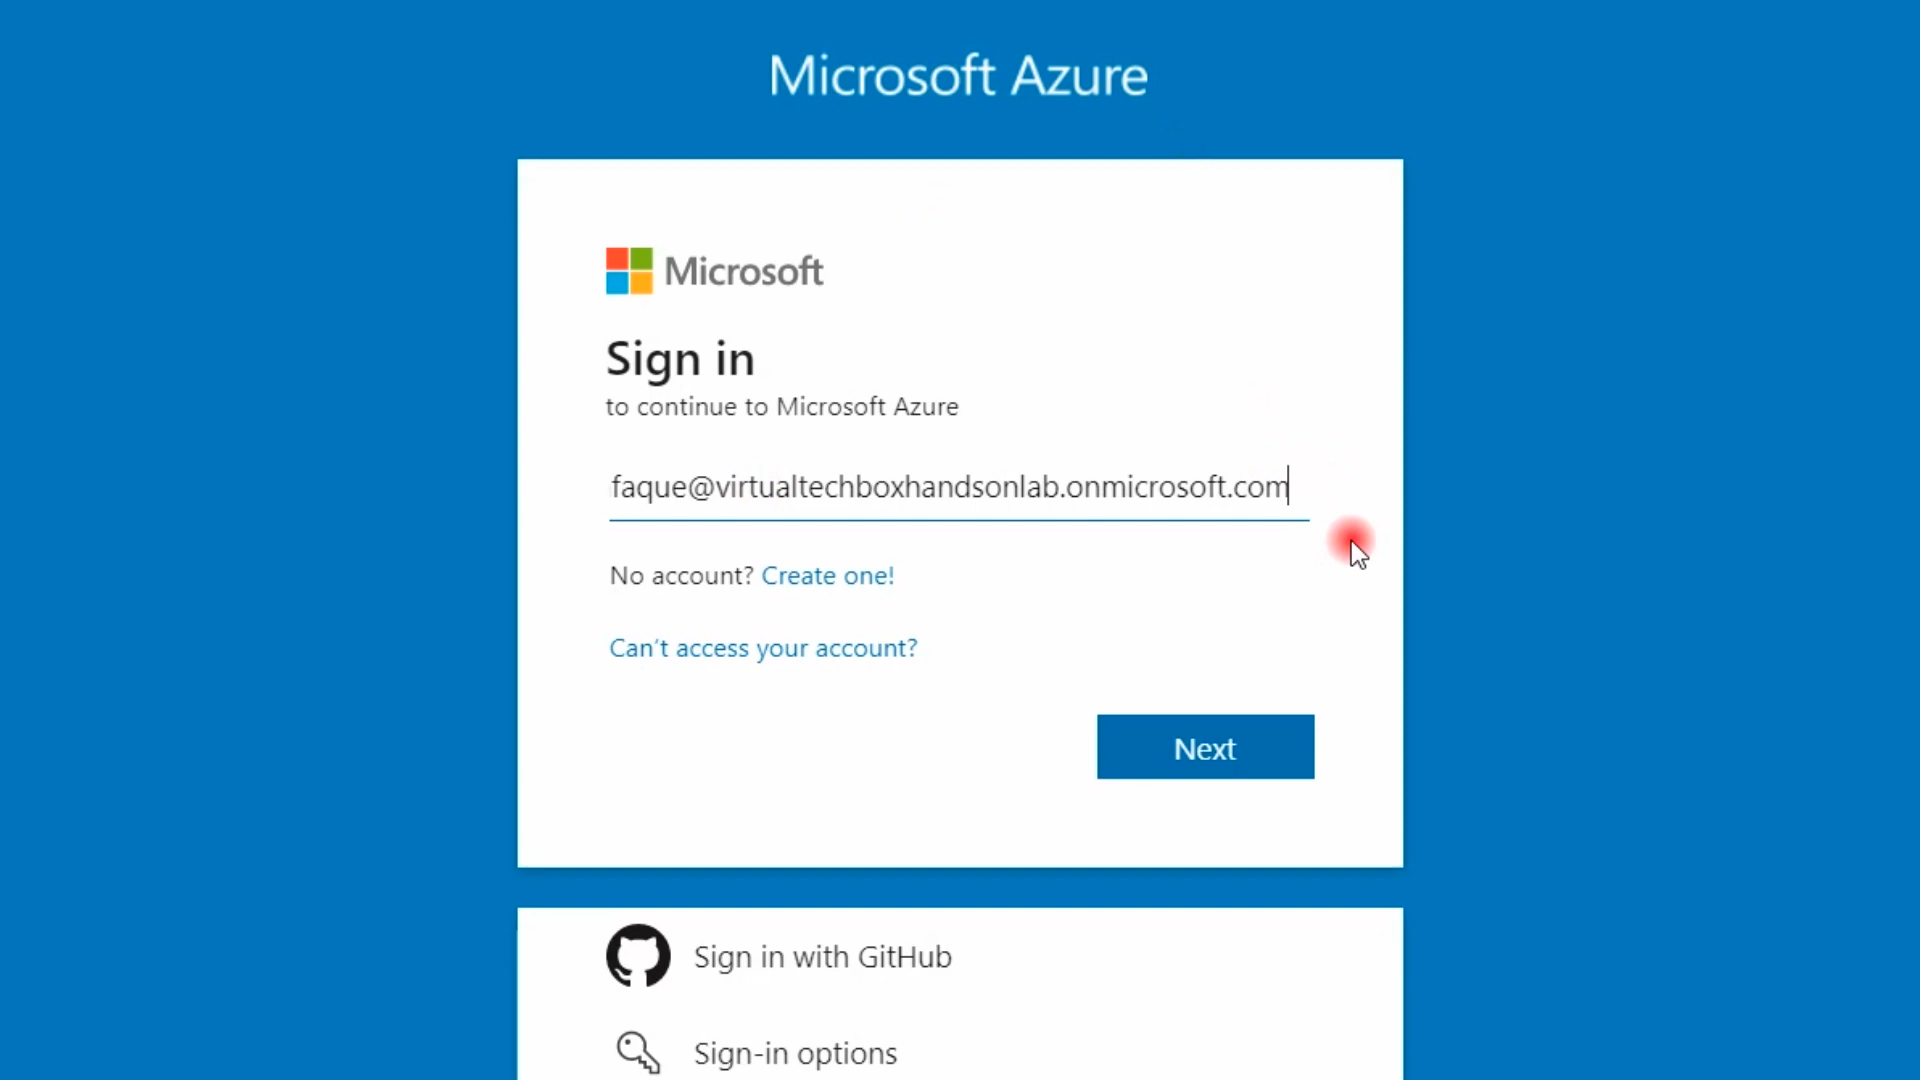 Microsoft Azure
Microsoft
Sign in
to continue to Microsoft Azure
faque@virtualtechboxhandsonlab.onmicrosoft.com
No account? Create one!
Can't access your account?
Next
Sign in with GitHub
Sign-in options